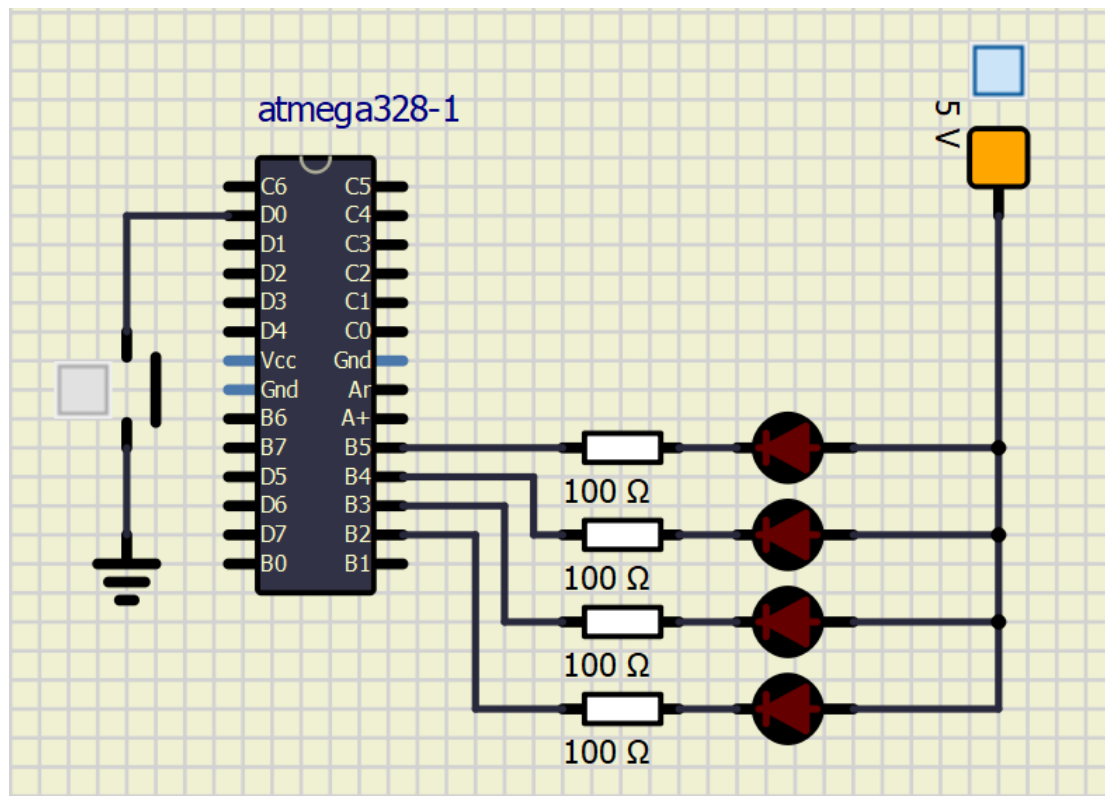 atmega328-1
5 V
C6 C5
D0 C4
D1 C3
D2 C2
D3 C1
D4 C0
Vcc Gnd
Gnd Ar
B6 A+
B7 B5
D5 B4
D6 B3
D7 B2
B0 B1
100 Ω
100 Ω
100 Ω
100 Ω